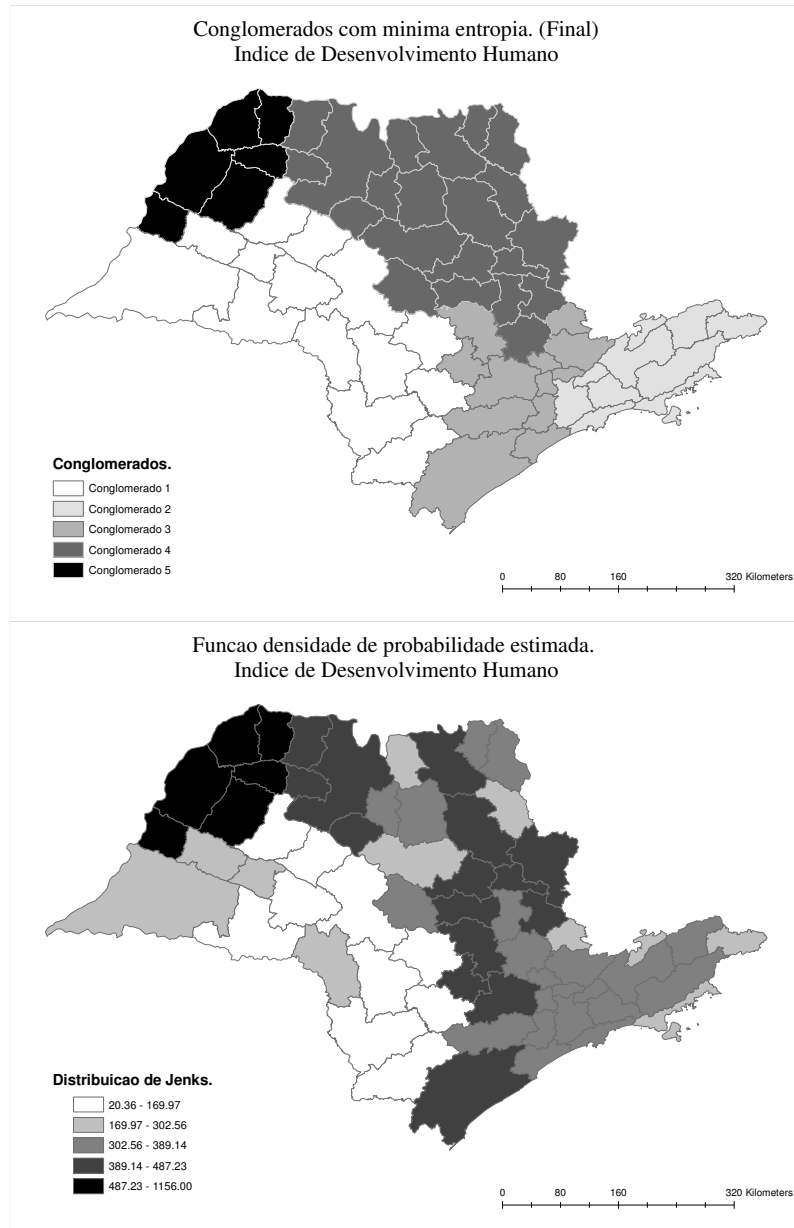 Conglomerados com minima entropia. (Final)
Indice de Desenvolvimento Humano
Conglomerados.
Conglomerado 1
Conglomerado 2
Conglomerado 3
Conglomerado 4
Conglomerado 5
0 80 160 320 Kilometers
Funcao densidade de probabilidade estimada.
Indice de Desenvolvimento Humano
Distribuicao de Jenks.
20.36 - 169.97
169.97 - 302.56
302.56 - 389.14
389.14 - 487.23
487.23 - 1156.00
0 80 160 320 Kilometers